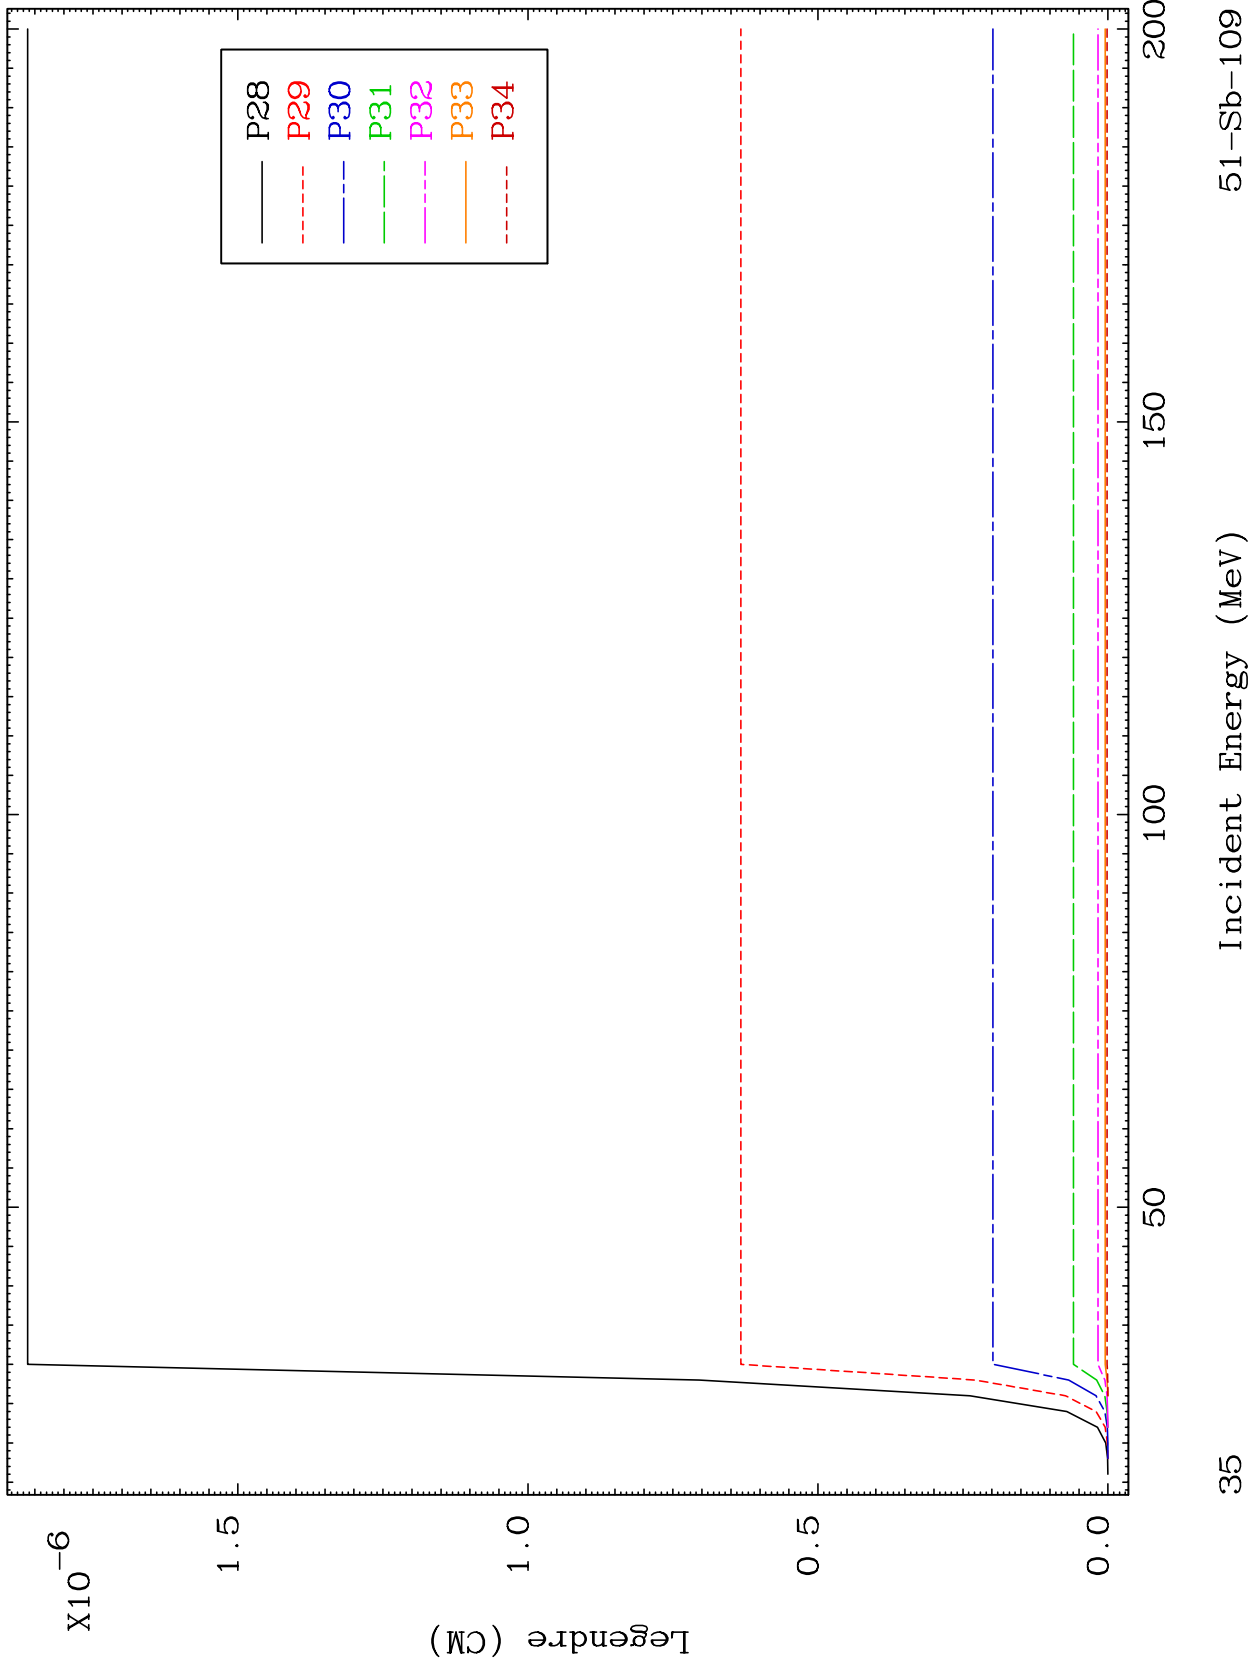 X10-6
1.5
1.0
0.5
0.0
Legendre (CM)
P28
P29
P30
P31
P32
P33
P34
50
100
150
200
Incident Energy (MeV)
35
51-Sb-109